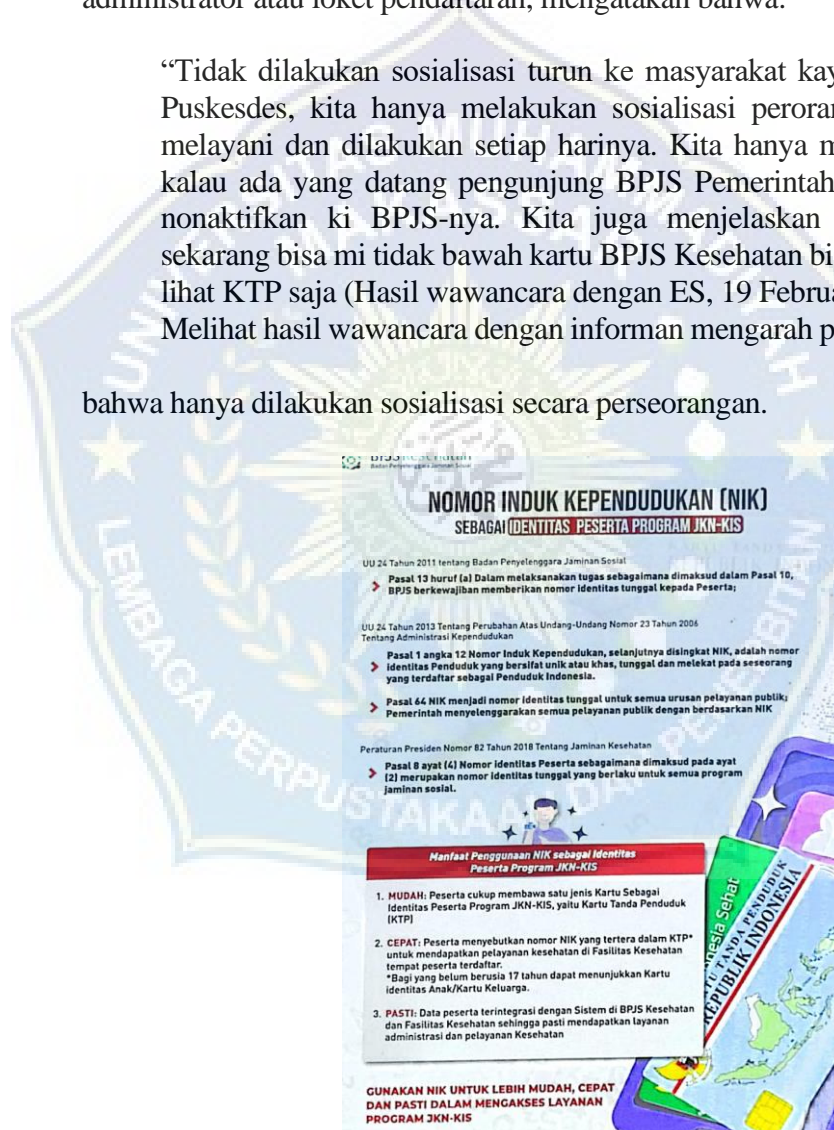 administrator atau loket pendaftaran, mengatakan bahwa:
“Tidak dilakukan sosialisasi turun ke masyarakat
Puskesdes, kita hanya melakukan sosialisasi
melayani dan dilakukan setiap harinya. Kita hanya
kalau ada yang datang pengunjung BPJS Pemerintah
nonaktifkan ki BPJS-nya. Kita juga menjelaskan
sekarang bisa mi tidak bawah kartu BPJS Kesehatan
lihat KTP saja (Hasil wawancara dengan ES, 19
Melihat hasil wawancara dengan informan mengarah
bahwa hanya dilakukan sosialisasi secara perseorangan.
BPJS Kesehatan
Badan Penyelenggara Jaminan Sosial
NOMOR INDUK KEPENDUDUKAN (NIK)
SEBAGAI IDENTITAS PESERTA PROGRAM JKN-KIS
UU 24 Tahun 2011 tentang Badan Penyelenggara Jaminan Sosial
Pasal 13 huruf (a) Dalam melaksanakan tugas sebagaimana dimaksud dalam Pasal 10,
BPJS berkewajiban memberikan nomor identitas tunggal kepada Peserta;
UU 24 Tahun 2013 Tentang Perubahan Atas Undang-Undang Nomor 23 Tahun 2006
Tentang Administrasi Kependudukan
Pasal 1 angka 12 Nomor Induk Kependudukan, selanjutnya disingkat NIK, adalah nomor
identitas Penduduk yang bersifat unik atau khas, tunggal dan melekat pada seseorang
yang terdaftar sebagai Penduduk Indonesia.
Pasal 64 NIK menjadi nomor identitas tunggal untuk semua urusan pelayanan publik;
Pemerintah menyelenggarakan semua pelayanan publik dengan berdasarkan NIK
Peraturan Presiden Nomor 82 Tahun 2018 Tentang Jaminan Kesehatan
Pasal 8 ayat (4) Nomor identitas Peserta sebagaimana dimaksud pada ayat
(2) merupakan nomor identitas tunggal yang berlaku untuk semua program
jaminan sosial.
Manfaat Penggunaan NIK sebagai Identitas
Peserta Program JKN-KIS
1. MUDAH: Peserta cukup membawa satu jenis Kartu Sebagai
Identitas Peserta Program JKN-KIS, yaitu Kartu Tanda Penduduk
(KTP)
2. CEPAT: Peserta menyebutkan nomor NIK yang tertera dalam KTP*
untuk mendapatkan pelayanan kesehatan di Fasilitas Kesehatan
tempat peserta terdaftar.
*Bagi yang belum berusia 17 tahun dapat menunjukkan Kartu
identitas Anak/Kartu Keluarga.
3. PASTI: Data peserta terintegrasi dengan Sistem di BPJS Kesehatan
dan Fasilitas Kesehatan sehingga pasti mendapatkan layanan
administrasi dan pelayanan Kesehatan
GUNAKAN NIK UNTUK LEBIH MUDAH, CEPAT
DAN PASTI DALAM MENGAKSES LAYANAN
PROGRAM JKN-KIS
Sehat
TANDA PENDUDUK
REPUBLIK INDONESIA
UNIVERSITAS MUHAMMADIYAH
MAKASSAR
LEMBAGA PERPUSTAKAAN DAN PENERBITAN